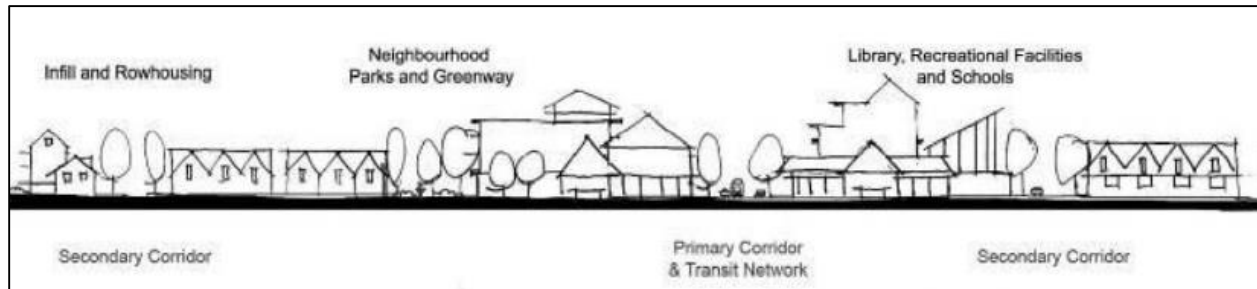 Infill and Rowhousing
Neighbourhood
Parks and Greenway
Library, Recreational Facilities
and Schools
Secondary Corridor
Primary Corridor
& Transit Network
Secondary Corridor